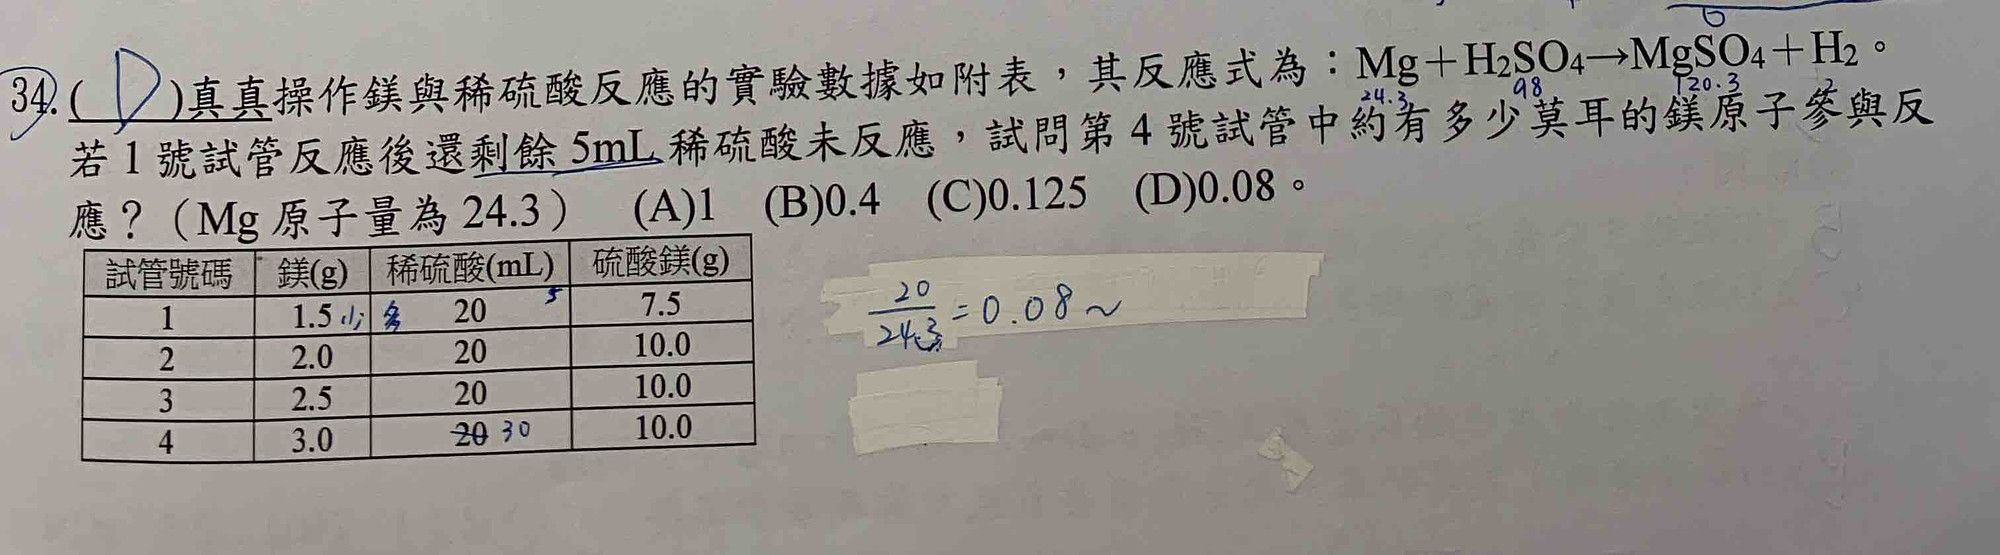 34.( D )真真操作鎂與稀硫酸反應的實驗數據如附表，其反應式為：Mg＋H2SO4→MgSO4＋H2。
24.3 98 120.3 2
若 1 號試管反應後還剩餘 5mL 稀硫酸未反應，試問第 4 號試管中約有多少莫耳的鎂原子參與反
應？（Mg 原子量為 24.3） (A)1 (B)0.4 (C)0.125 (D)0.08。
試管號碼 鎂(g) 稀硫酸(mL) 硫酸鎂(g)
1 1.5 少 多 20 5 7.5
2 2.0 20 10.0
3 2.5 20 10.0
4 3.0 20 30 10.0
20/24.3 = 0.08~